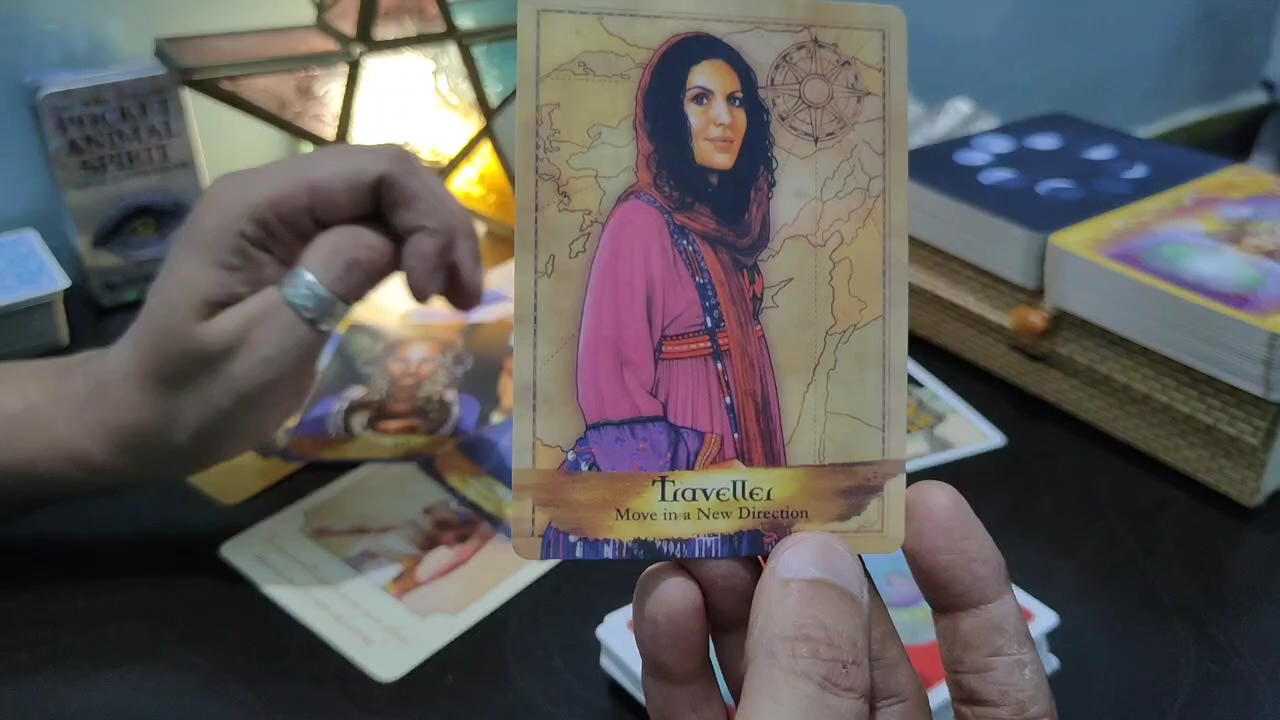 POCKET
ANIMAL
SPIRIT
Traveller
Move in a New Direction